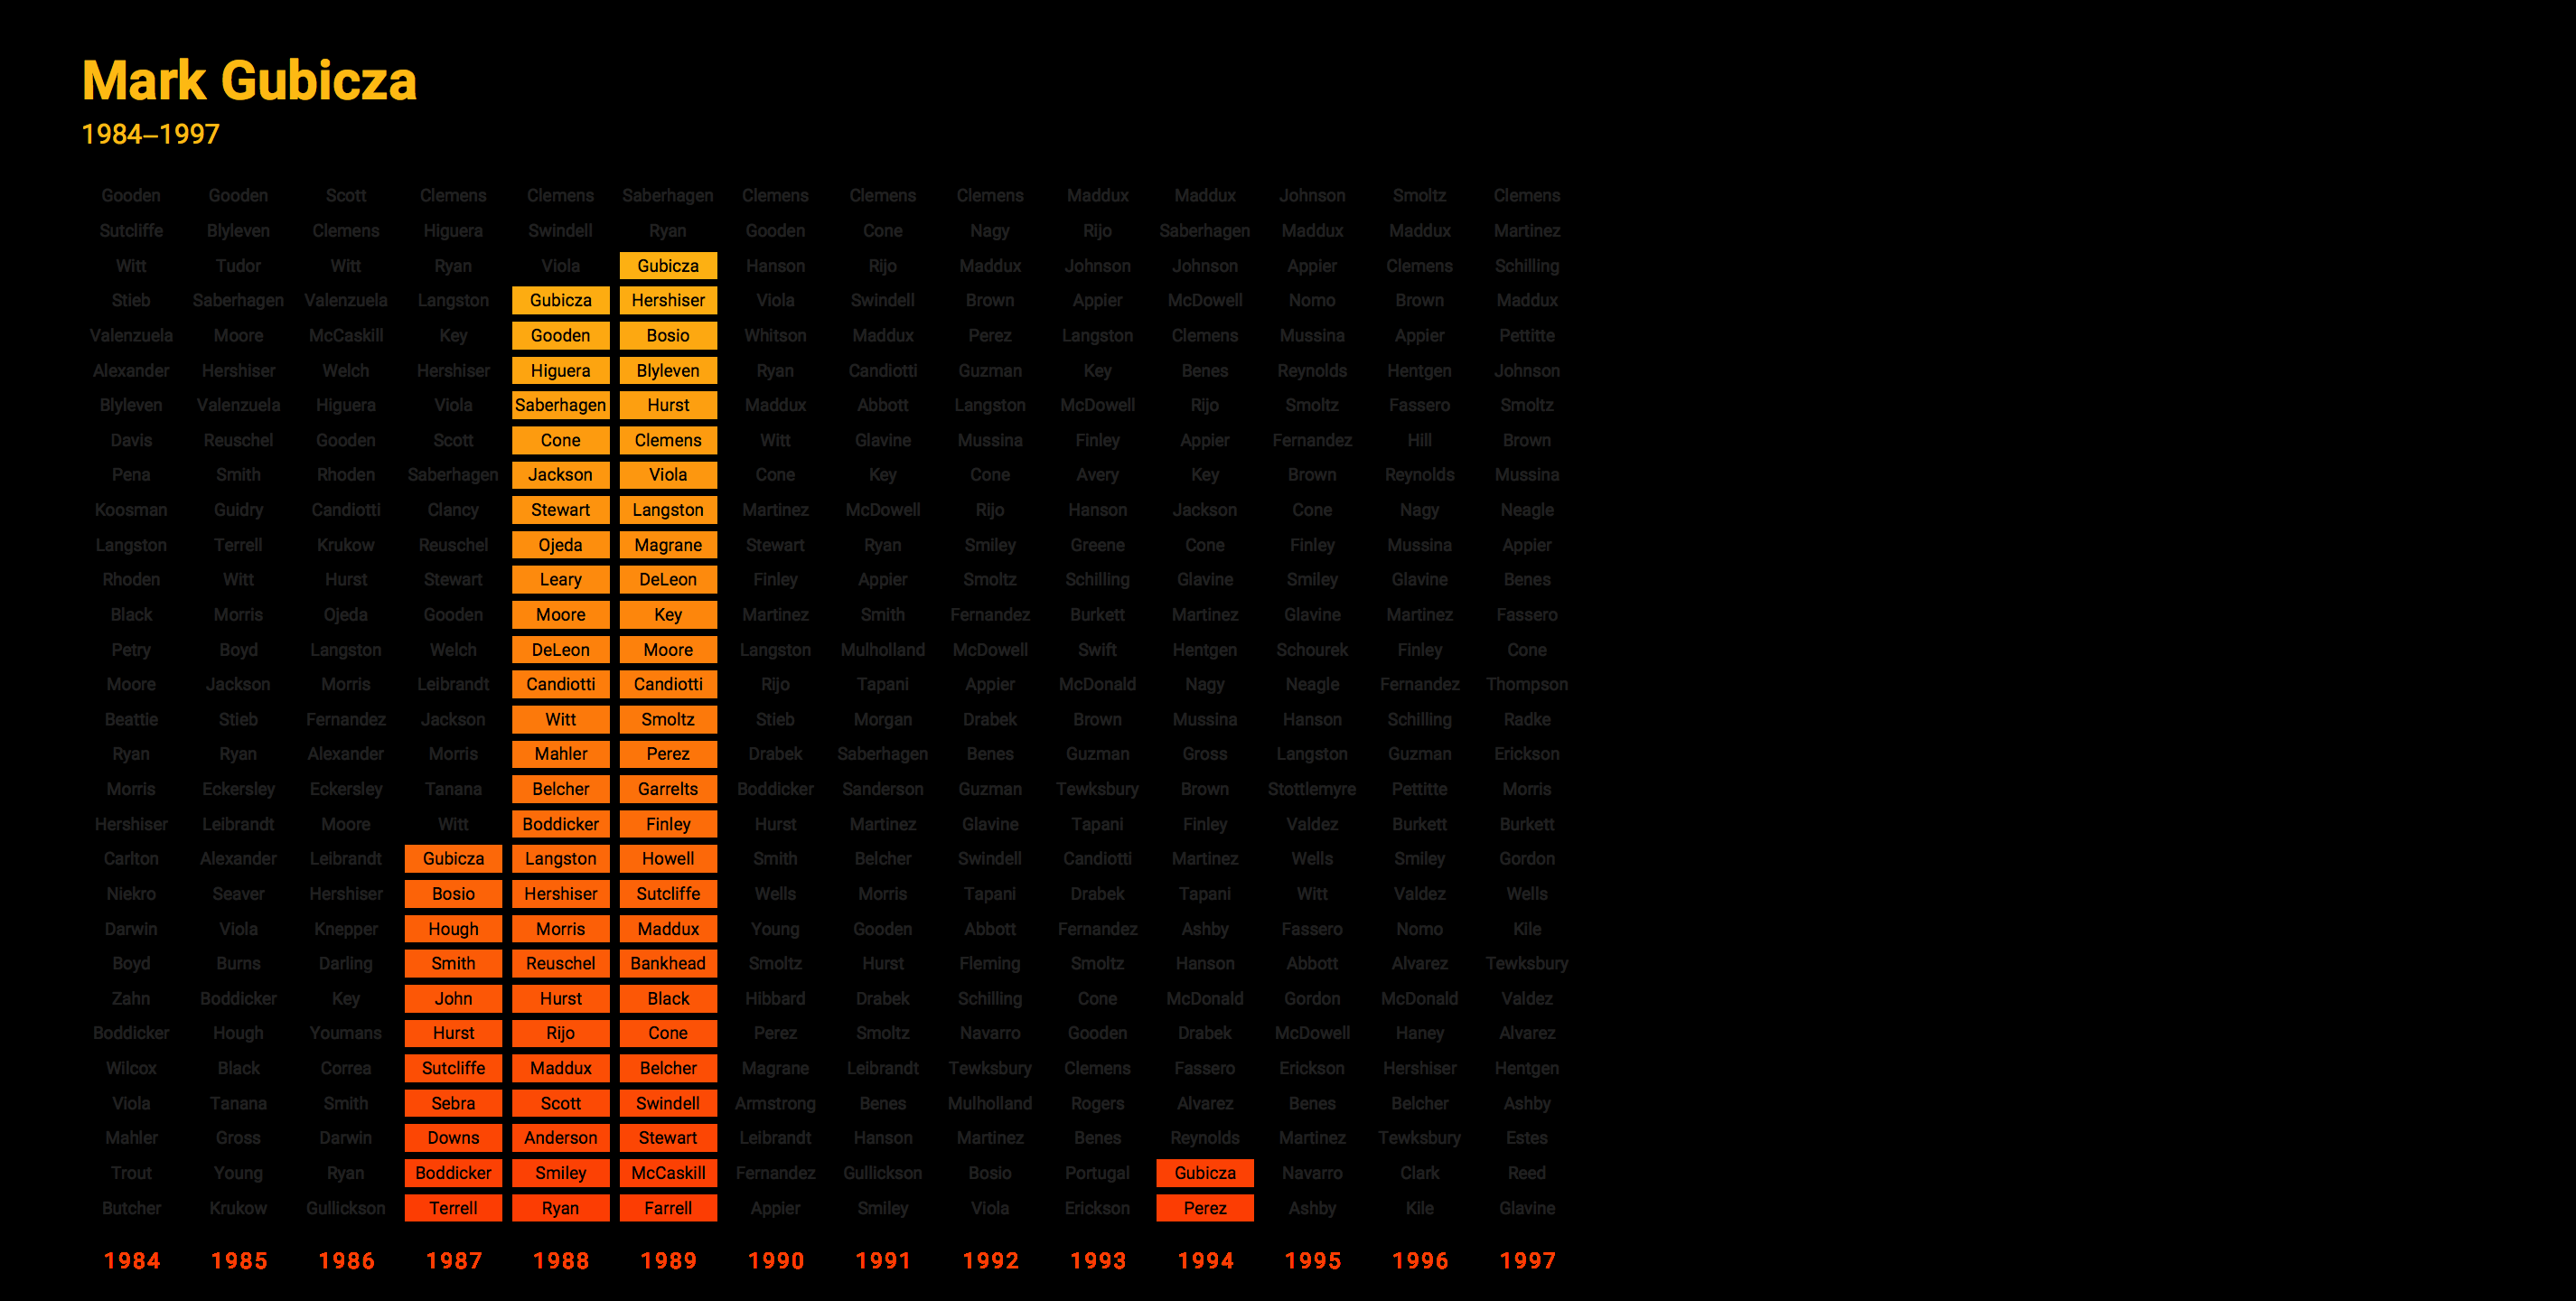 Mark Gubicza
1984–1997
Gooden Gooden Scott Clemens Clemens Saberhagen Clemens Clemens Clemens Maddux Maddux Johnson Smoltz Clemens
Sutcliffe Blyleven Clemens Higuera Swindell Ryan Gooden Cone Nagy Rijo Saberhagen Maddux Maddux Martinez
Witt Tudor Witt Ryan Viola Gubicza Hanson Rijo Maddux Johnson Johnson Appier Clemens Schilling
Stieb Saberhagen Valenzuela Langston Gubicza Hershiser Viola Swindell Brown Appier McDowell Nomo Brown Maddux
Valenzuela Moore McCaskill Key Gooden Bosio Whitson Maddux Perez Langston Clemens Mussina Appier Pettitte
Alexander Hershiser Welch Hershiser Higuera Blyleven Ryan Candiotti Guzman Key Benes Reynolds Hentgen Johnson
Blyleven Valenzuela Higuera Viola Saberhagen Hurst Maddux Abbott Langston McDowell Rijo Smoltz Fassero Smoltz
Davis Reuschel Gooden Scott Cone Clemens Witt Glavine Mussina Finley Appier Fernandez Hill Brown
Pena Smith Rhoden Saberhagen Jackson Viola Cone Key Cone Avery Key Brown Reynolds Mussina
Koosman Guidry Candiotti Clancy Stewart Langston Martinez McDowell Rijo Hanson Jackson Cone Nagy Neagle
Langston Terrell Krukow Reuschel Ojeda Magrane Stewart Ryan Smiley Greene Cone Finley Mussina Appier
Rhoden Witt Hurst Stewart Leary DeLeon Finley Appier Smoltz Schilling Glavine Smiley Glavine Benes
Black Morris Ojeda Gooden Moore Key Martinez Smith Fernandez Burkett Martinez Glavine Martinez Fassero
Petry Boyd Langston Welch DeLeon Moore Langston Mulholland McDowell Swift Hentgen Schourek Finley Cone
Moore Jackson Morris Leibrandt Candiotti Candiotti Rijo Tapani Appier McDonald Nagy Neagle Fernandez Thompson
Beattie Stieb Fernandez Jackson Witt Smoltz Stieb Morgan Drabek Brown Mussina Hanson Schilling Radke
Ryan Ryan Alexander Morris Mahler Perez Drabek Saberhagen Benes Guzman Gross Langston Guzman Erickson
Morris Eckersley Eckersley Tanana Belcher Garrelts Boddicker Sanderson Guzman Tewksbury Brown Stottlemyre Pettitte Morris
Hershiser Leibrandt Moore Witt Boddicker Finley Hurst Martinez Glavine Tapani Finley Valdez Burkett Burkett
Carlton Alexander Leibrandt Gubicza Langston Howell Smith Belcher Swindell Candiotti Martinez Wells Smiley Gordon
Niekro Seaver Hershiser Bosio Hershiser Sutcliffe Wells Morris Tapani Drabek Tapani Witt Valdez Wells
Darwin Viola Knepper Hough Morris Maddux Young Gooden Abbott Fernandez Ashby Fassero Nomo Kile
Boyd Burns Darling Smith Reuschel Bankhead Smoltz Hurst Fleming Smoltz Hanson Abbott Alvarez Tewksbury
Zahn Boddicker Key John Hurst Black Hibbard Drabek Schilling Cone McDonald Gordon McDonald Valdez
Boddicker Hough Youmans Hurst Rijo Cone Perez Smoltz Navarro Gooden Drabek McDowell Haney Alvarez
Wilcox Black Correa Sutcliffe Maddux Belcher Magrane Leibrandt Tewksbury Clemens Fassero Erickson Hershiser Hentgen
Viola Tanana Smith Sebra Scott Swindell Armstrong Benes Mulholland Rogers Alvarez Benes Belcher Ashby
Mahler Gross Darwin Downs Anderson Stewart Leibrandt Hanson Martinez Benes Reynolds Martinez Tewksbury Estes
Trout Young Ryan Boddicker Smiley McCaskill Fernandez Gullickson Bosio Portugal Gubicza Navarro Clark Reed
Butcher Krukow Gullickson Terrell Ryan Farrell Appier Smiley Viola Erickson Perez Ashby Kile Glavine
1984 1985 1986 1987 1988 1989 1990 1991 1992 1993 1994 1995 1996 1997